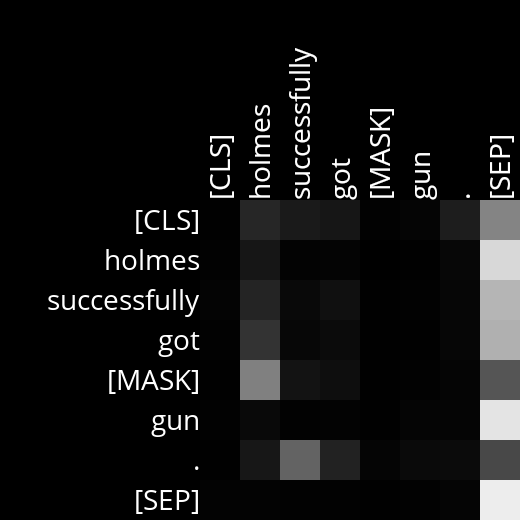 [CLS]
holmes
successfully
got
[MASK]
gun
.
[SEP]
[CLS]
holmes
successfully
got
[MASK]
gun
.
[SEP]